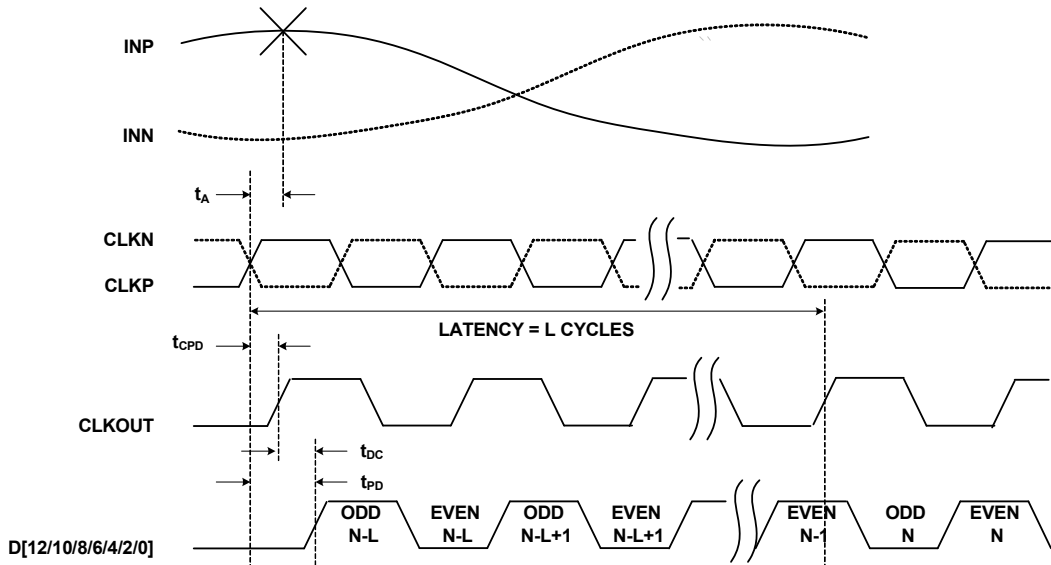 INP
INN
tA
CLKN
CLKP
LATENCY = L CYCLES
tCPD
CLKOUT
tDC
tPD
ODD
N-L
EVEN
N-L
ODD
N-L+1
EVEN
N-L+1
EVEN
N-1
ODD
N
EVEN
N
D[12/10/8/6/4/2/0]